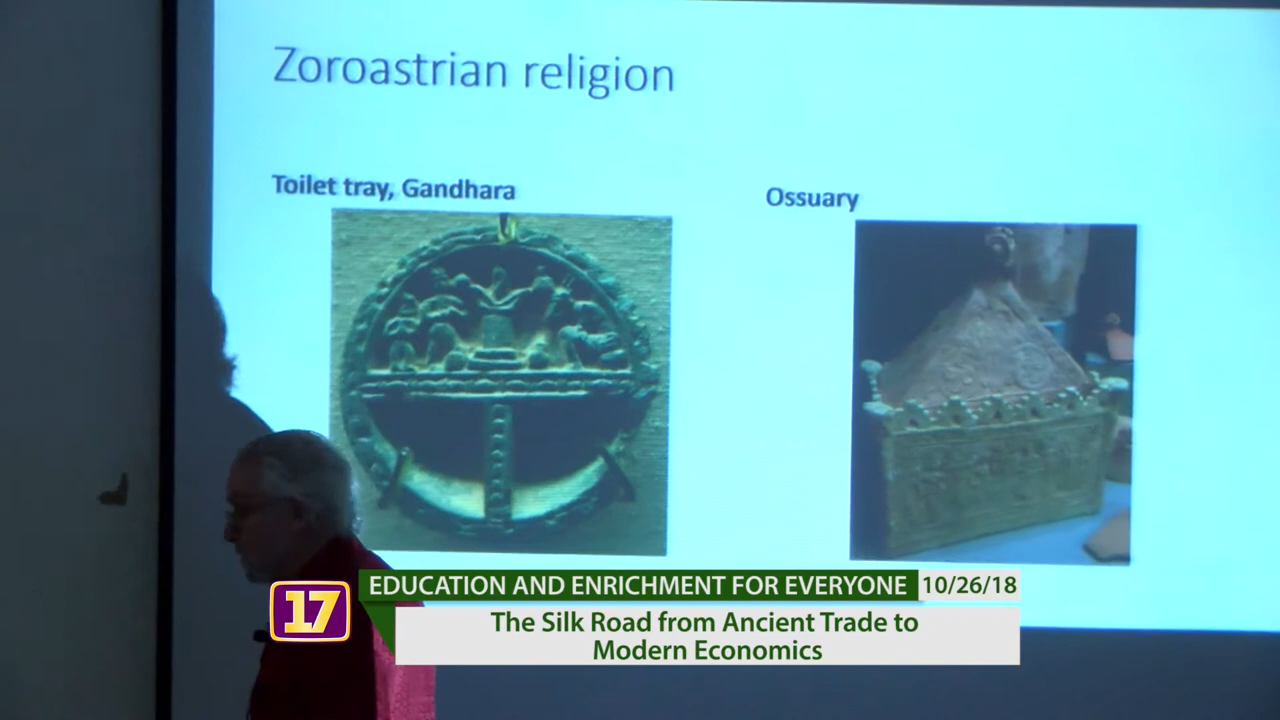 Zoroastrian religion
Toilet tray, Gandhara
Ossuary
17
EDUCATION AND ENRICHMENT FOR EVERYONE
10/26/18
The Silk Road from Ancient Trade to
Modern Economics